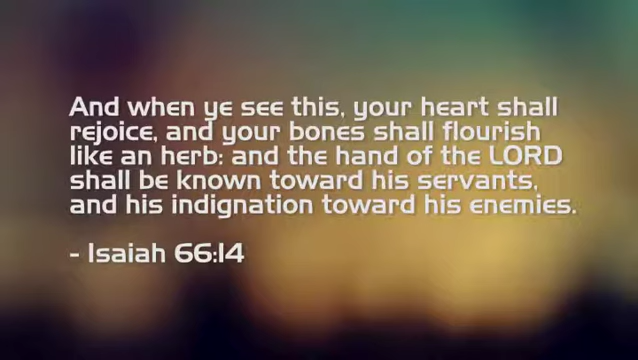 And when ye see this, your heart shall
rejoice, and your bones shall flourish
like an herb: and the hand of the LORD
shall be known toward his servants,
and his indignation toward his enemies.
- Isaiah 66:14